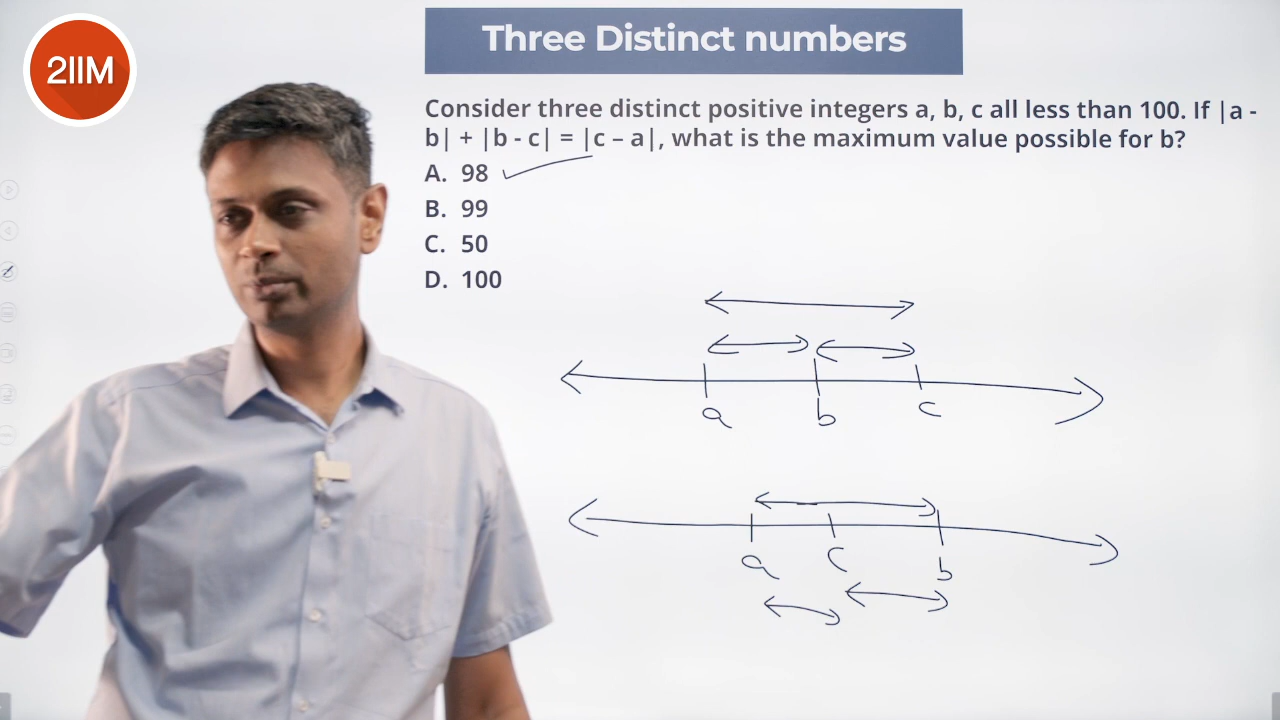 2IIM
Three Distinct numbers
Consider three distinct positive integers a, b, c all less than 100. If |a -
b| + |b - c| = |c – a|, what is the maximum value possible for b?
A. 98
B. 99
C. 50
D. 100
a b c
a c b